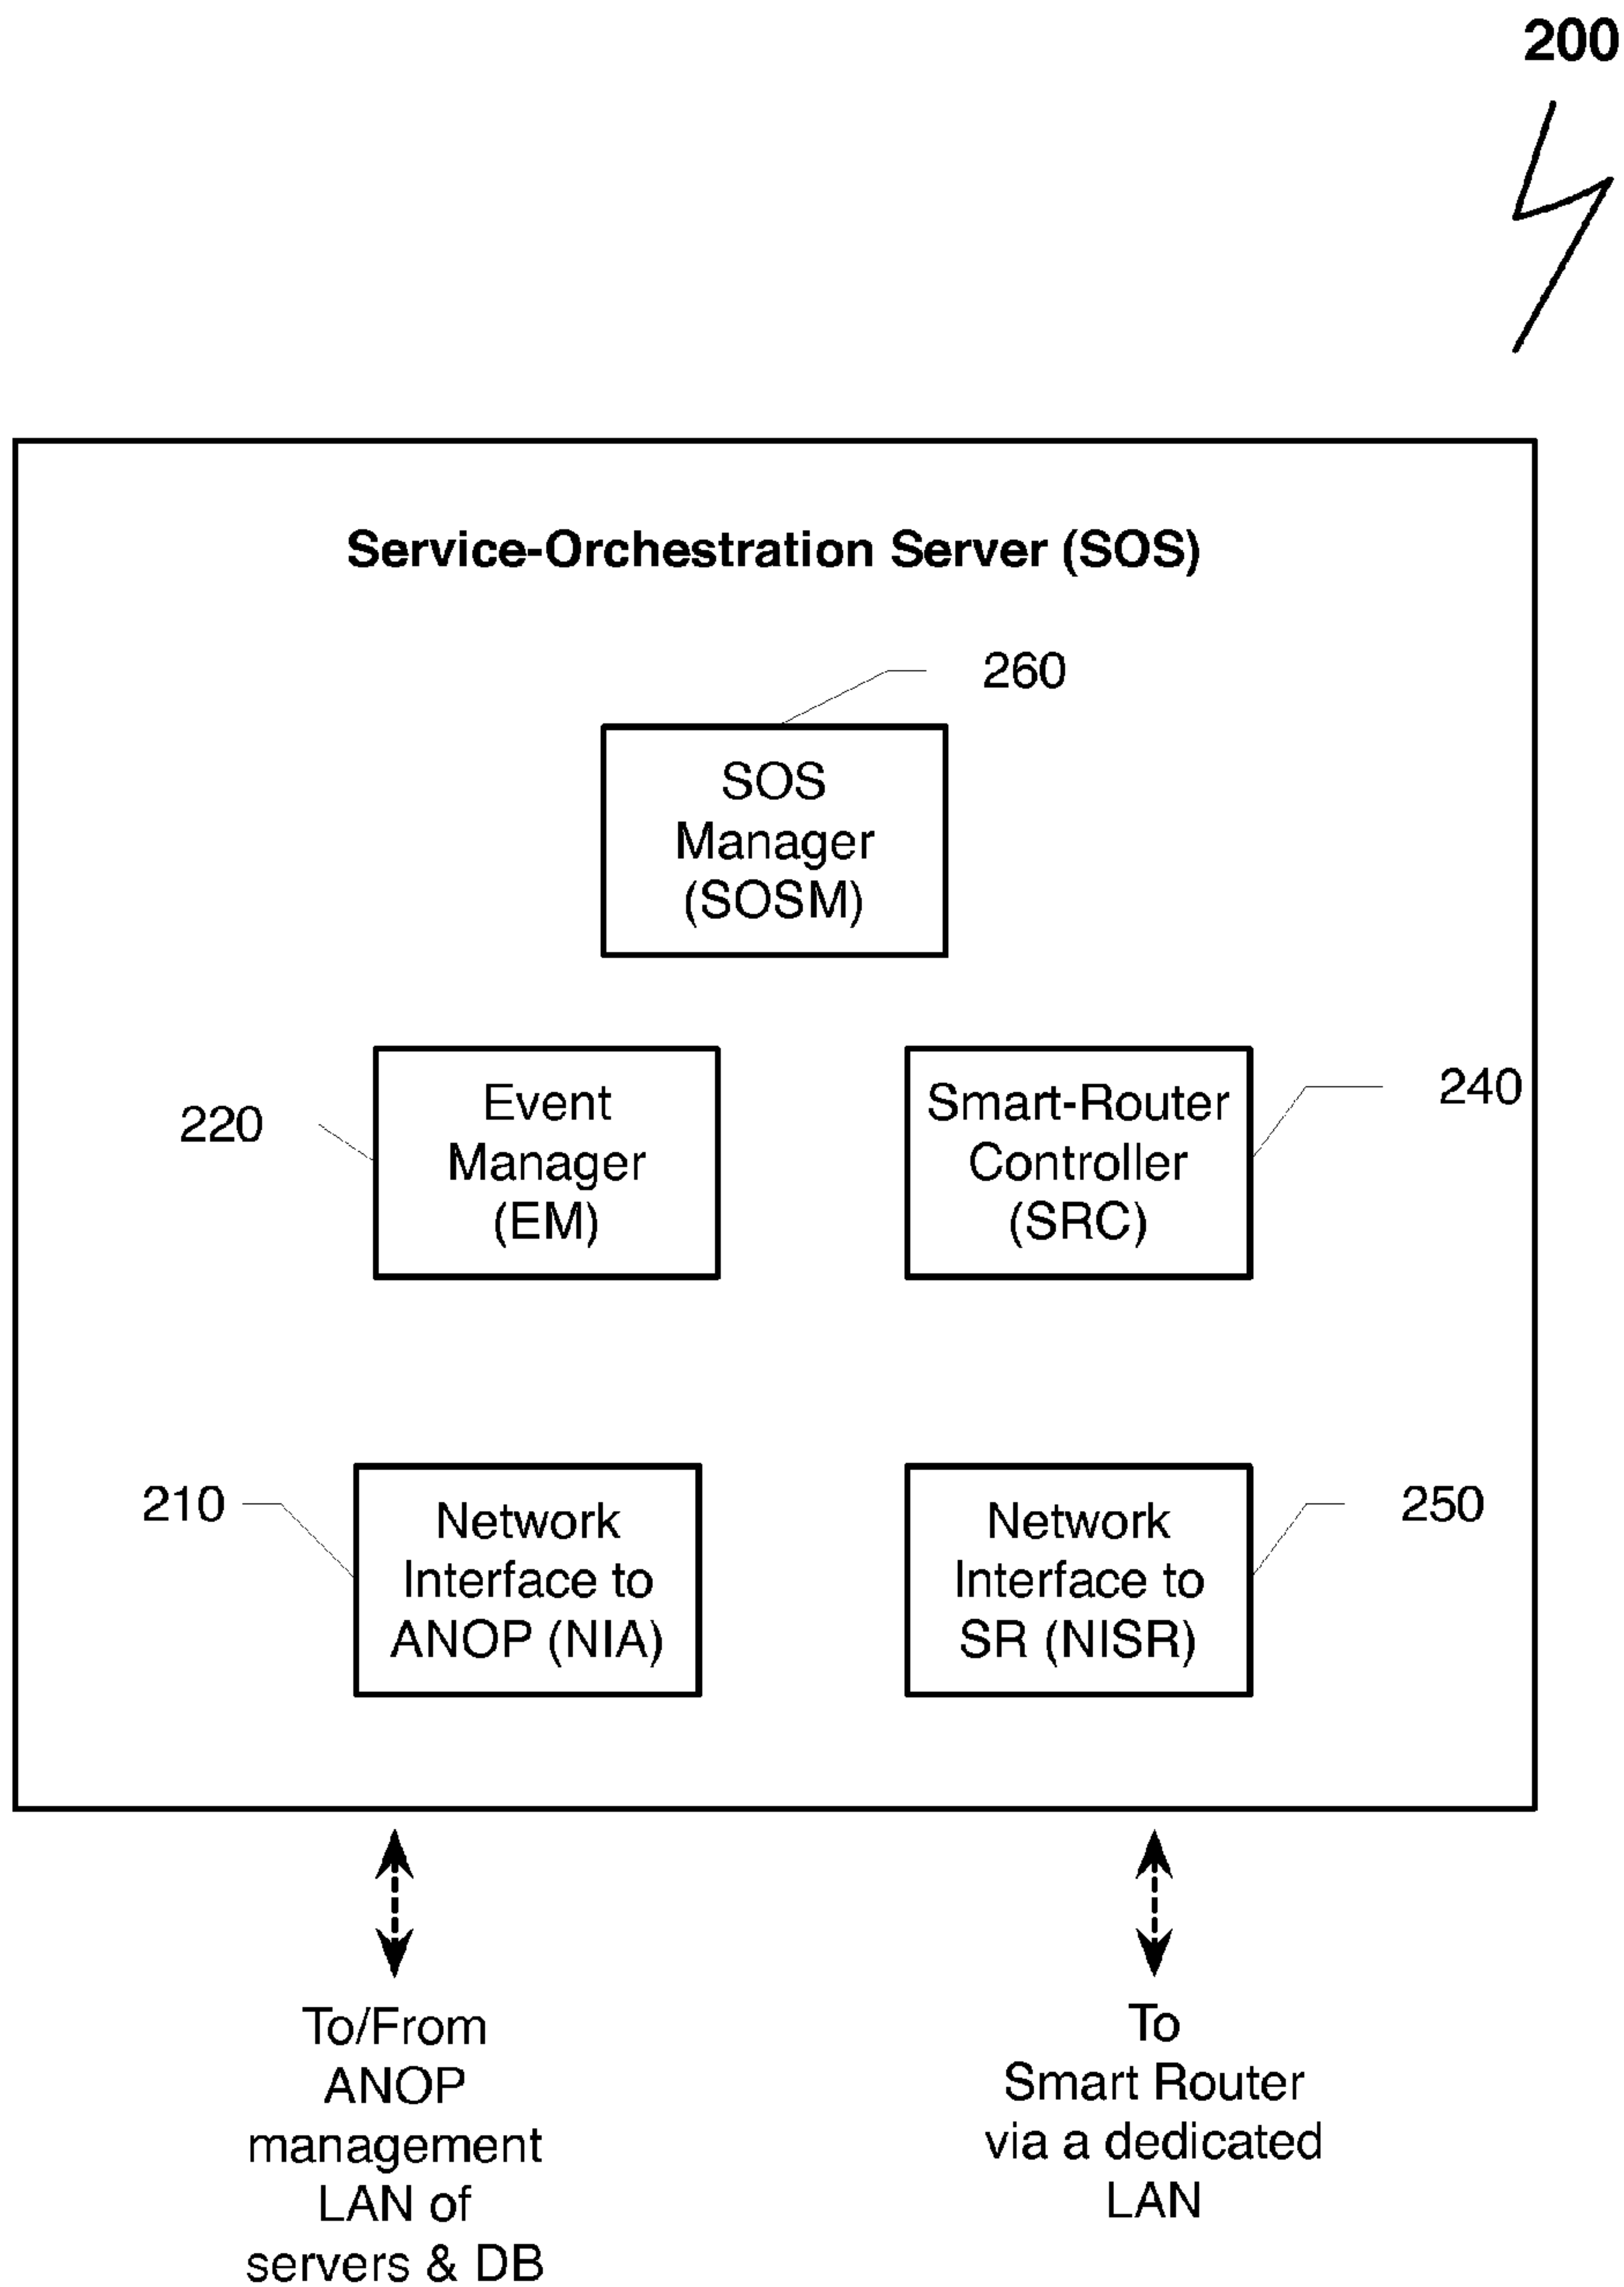 200
Service-Orchestration Server (SOS)
260
SOS
Manager
(SOSM)
220
Event
Manager
(EM)
Smart-Router
Controller
(SRC)
240
210
Network
Interface to
ANOP (NIA)
Network
Interface to
SR (NISR)
250
To/From
ANOP
management
LAN of
servers & DB
To
Smart Router
via a dedicated
LAN